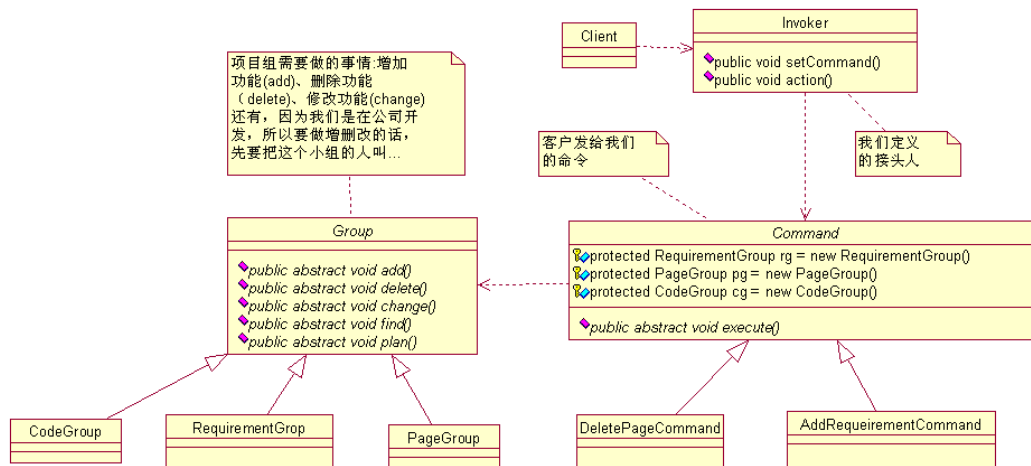 Client
Invoker
public void setCommand()
public void action()
项目组需要做的事情:增加
功能(add)、删除功能
（delete)、修改功能(change)
还有，因为我们是在公司开
发，所以要做增删改的话，
先要把这个小组的人叫...
客户发给我们
的命令
我们定义
的接头人
Group
public abstract void add()
public abstract void delete()
public abstract void change()
public abstract void find()
public abstract void plan()
Command
protected RequirementGroup rg = new RequirementGroup()
protected PageGroup pg = new PageGroup()
protected CodeGroup cg = new CodeGroup()
public abstract void execute()
CodeGroup
RequirementGrop
PageGroup
DeletePageCommand
AddRequeirementCommand